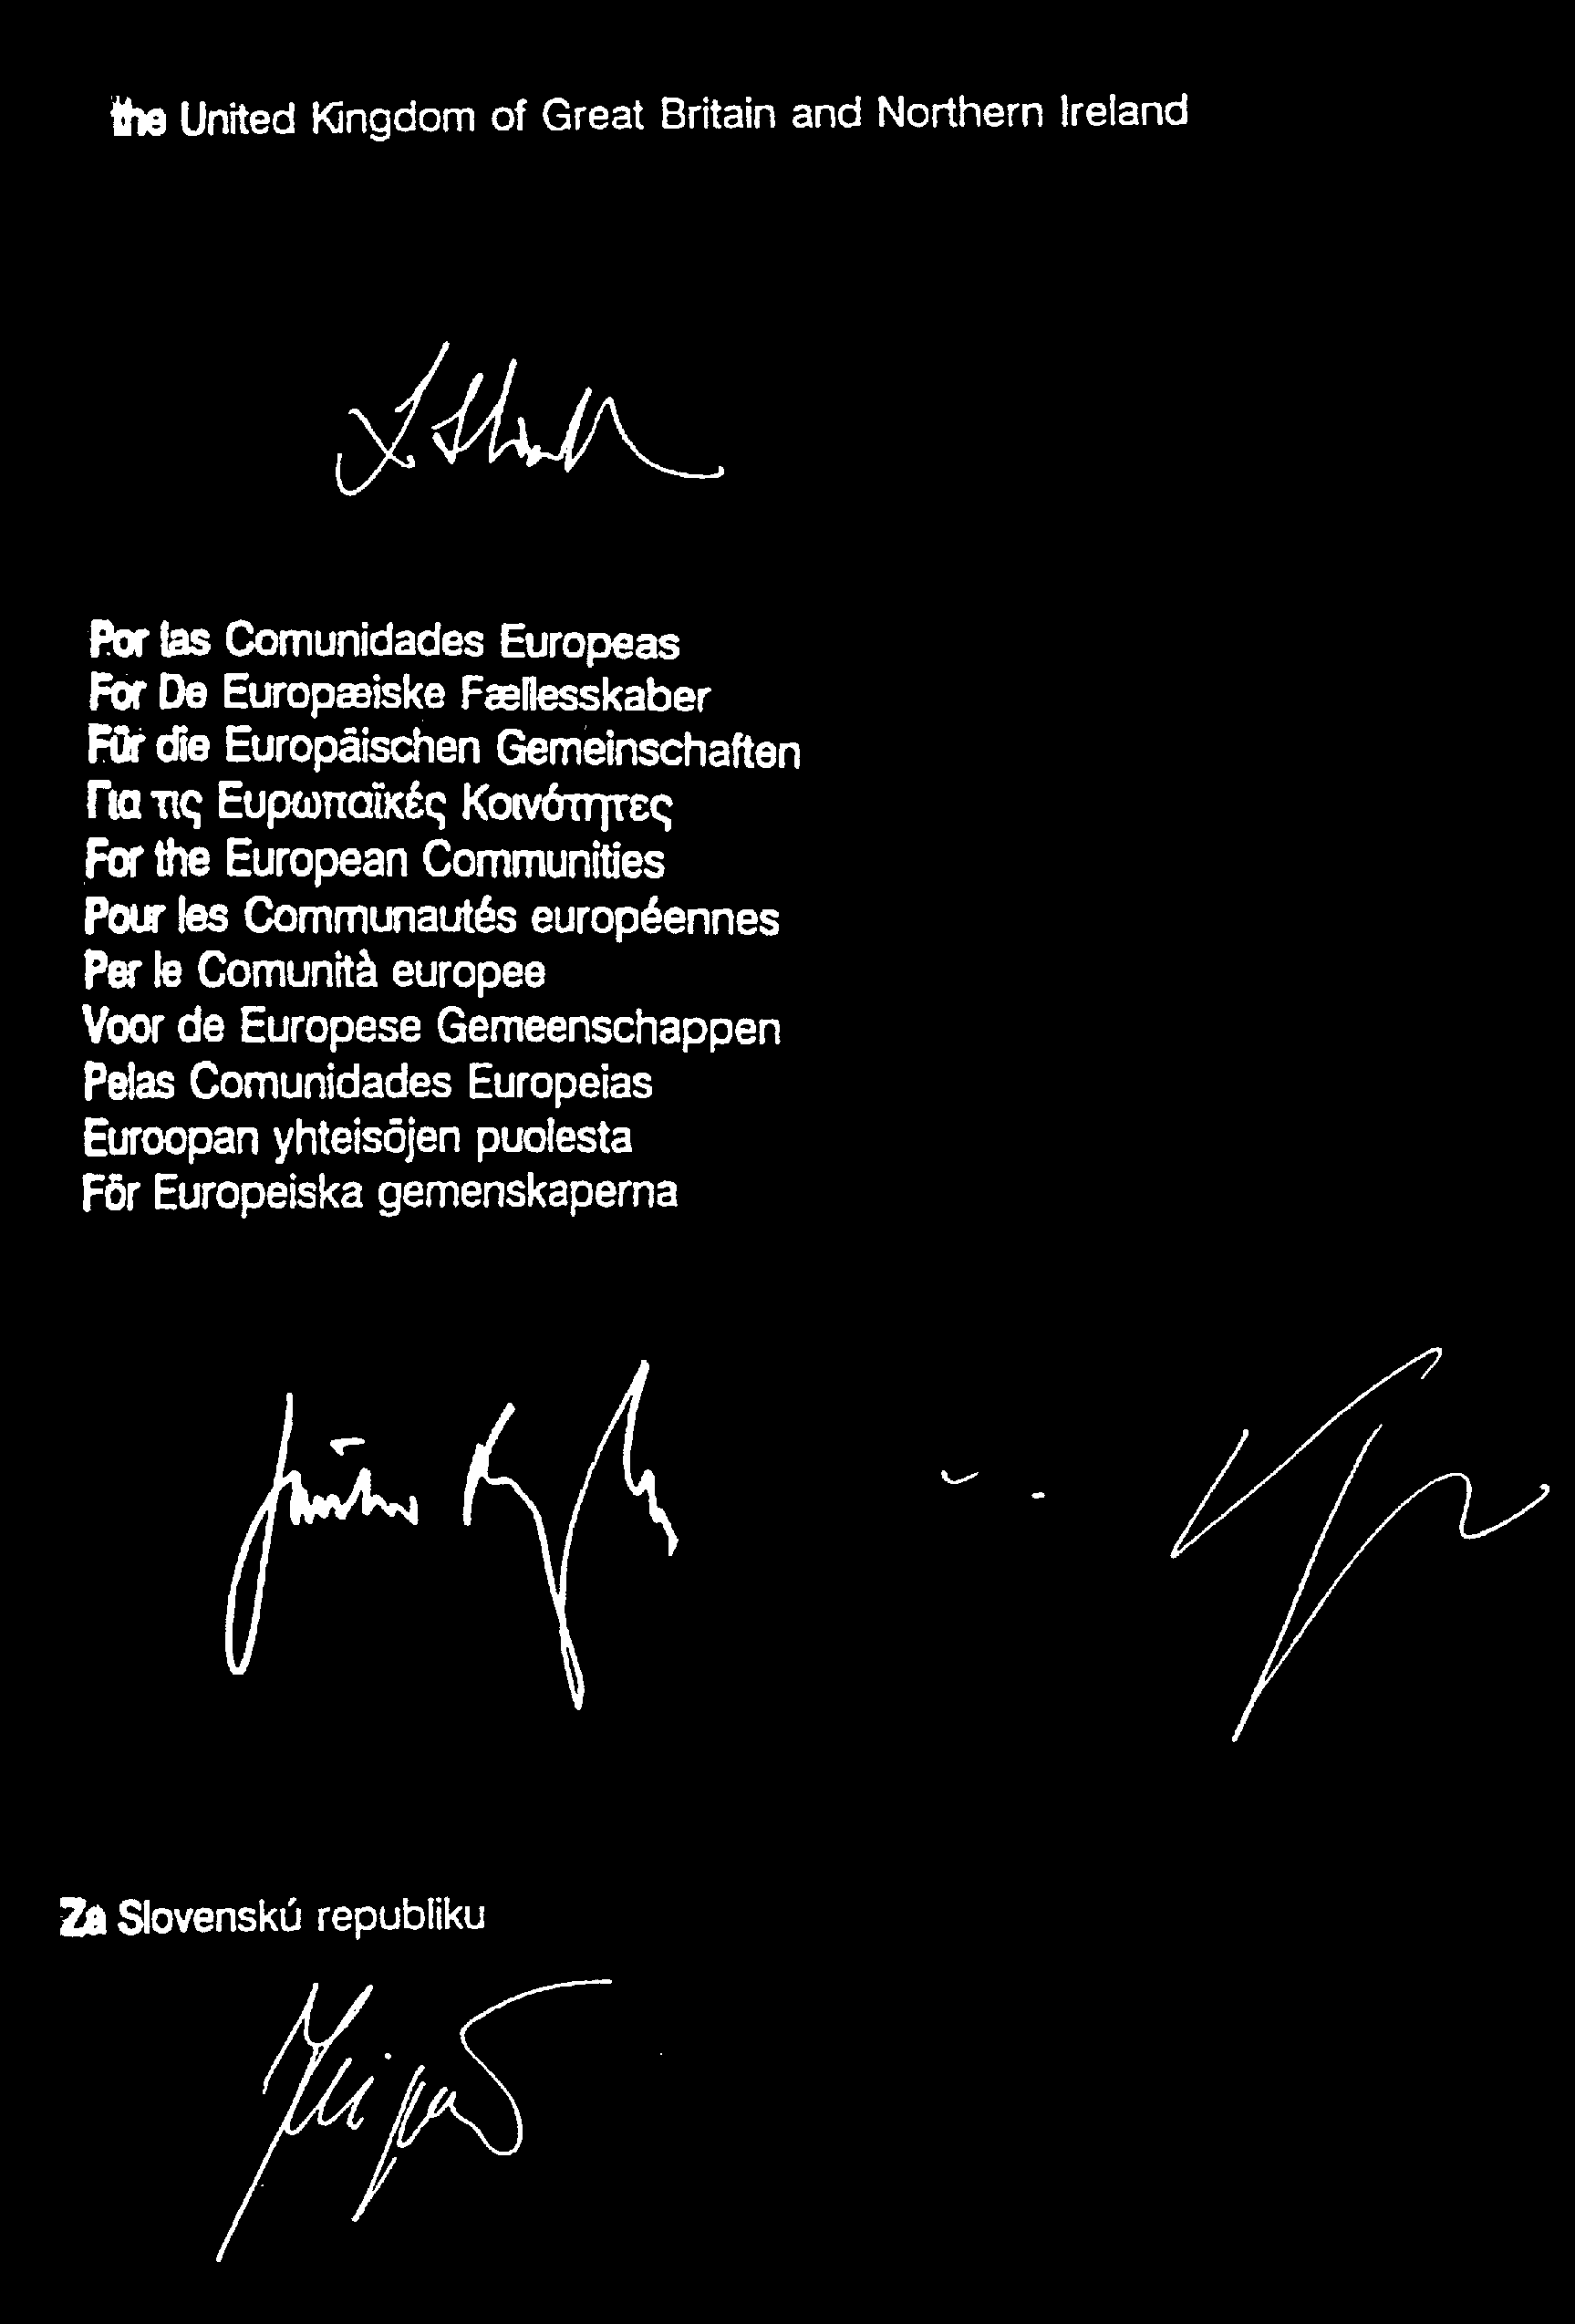 the United Kingdom of Great Britain and Northern Ireland
Por las Comunidades Europeas
For De Europæiske Fællesskaber
Für die Europäischen Gemeinschaften
Για τις Ευρωπαϊκές Κοινότητες
For the European Communities
Pour les Communautés européennes
Per le Comunità europee
Voor de Europese Gemeenschappen
Pelas Comunidades Europeias
Euroopan yhteisöjen puolesta
För Europeiska gemenskaperna
Za Slovenskú republiku